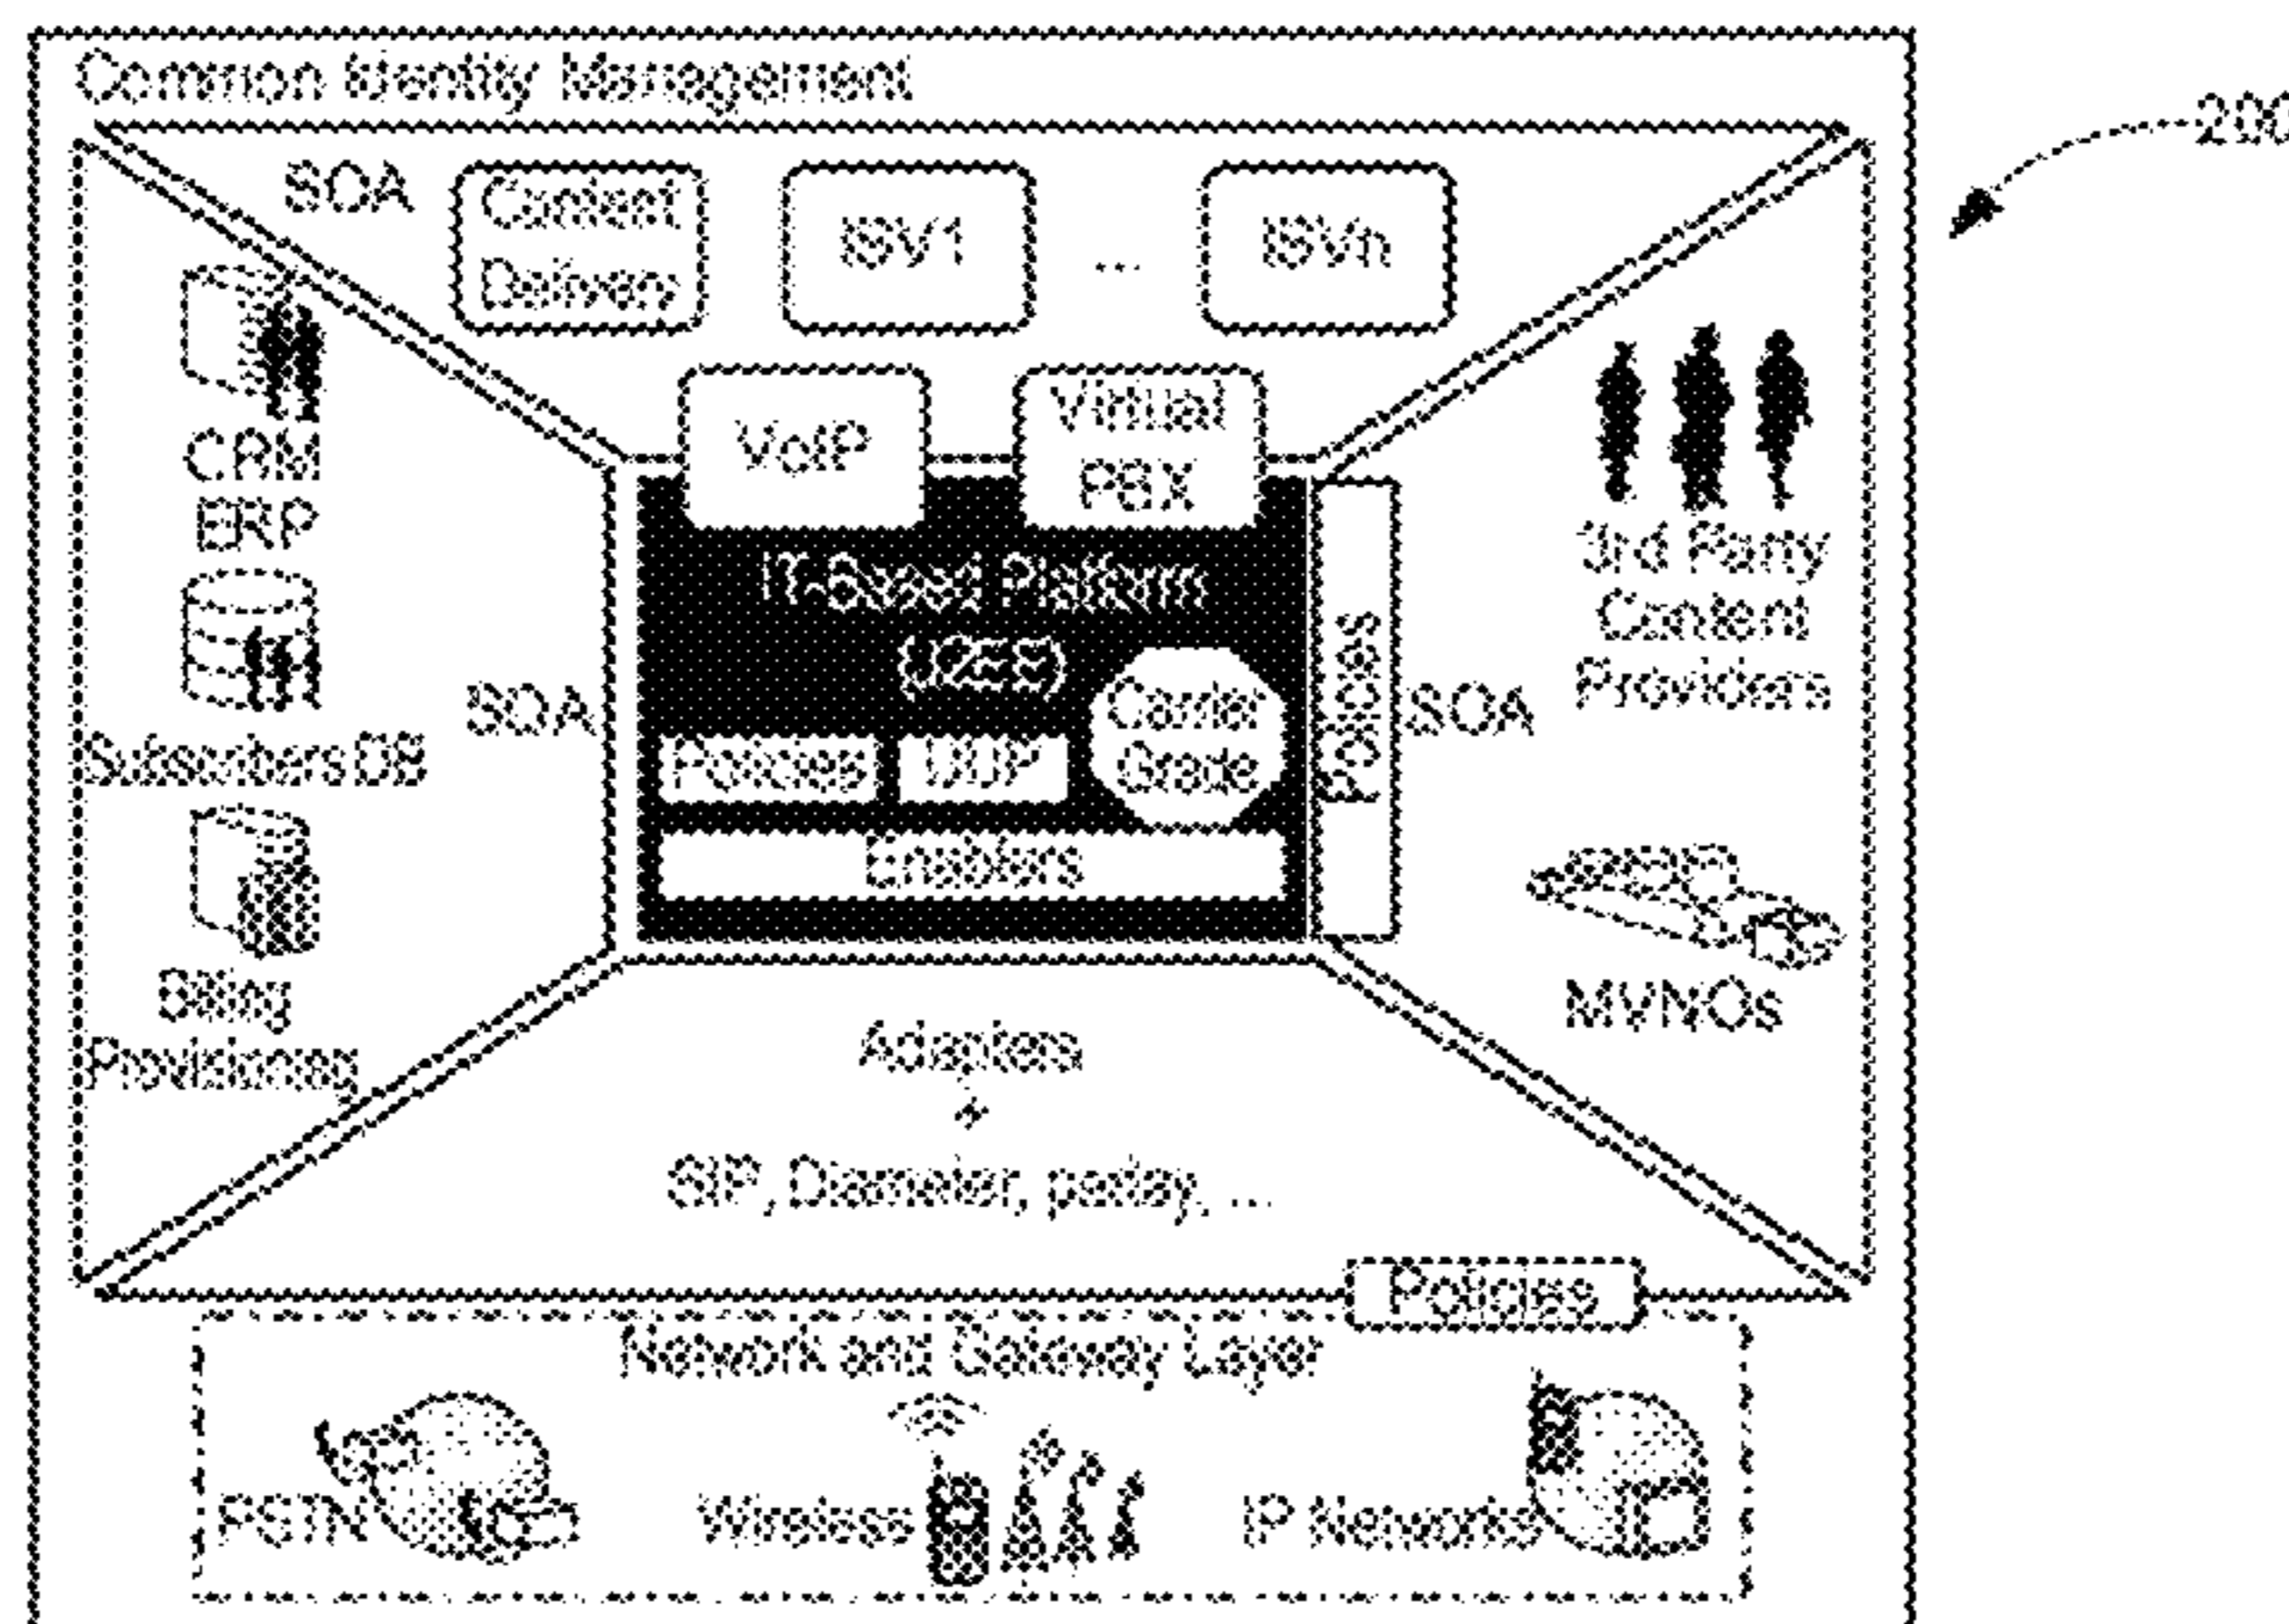 Common Identity Management
200
SOA
Content
Delivery
ISV1
...
ISVn
VoIP
Virtual
PBX
CRM
ERP
Subscribers DB
Billing
Provisioning
SOA
IT-Based Platform
(J2EE)
Carrier
Grade
Policies
UUP
Enablers
Policies
SOA
3rd Party
Content
Providers
MVNOs
Adapters
+
SIP, Diameter, parlay, ...
Policies
Network and Gateway Layer
PSTN
Wireless
IP Networks